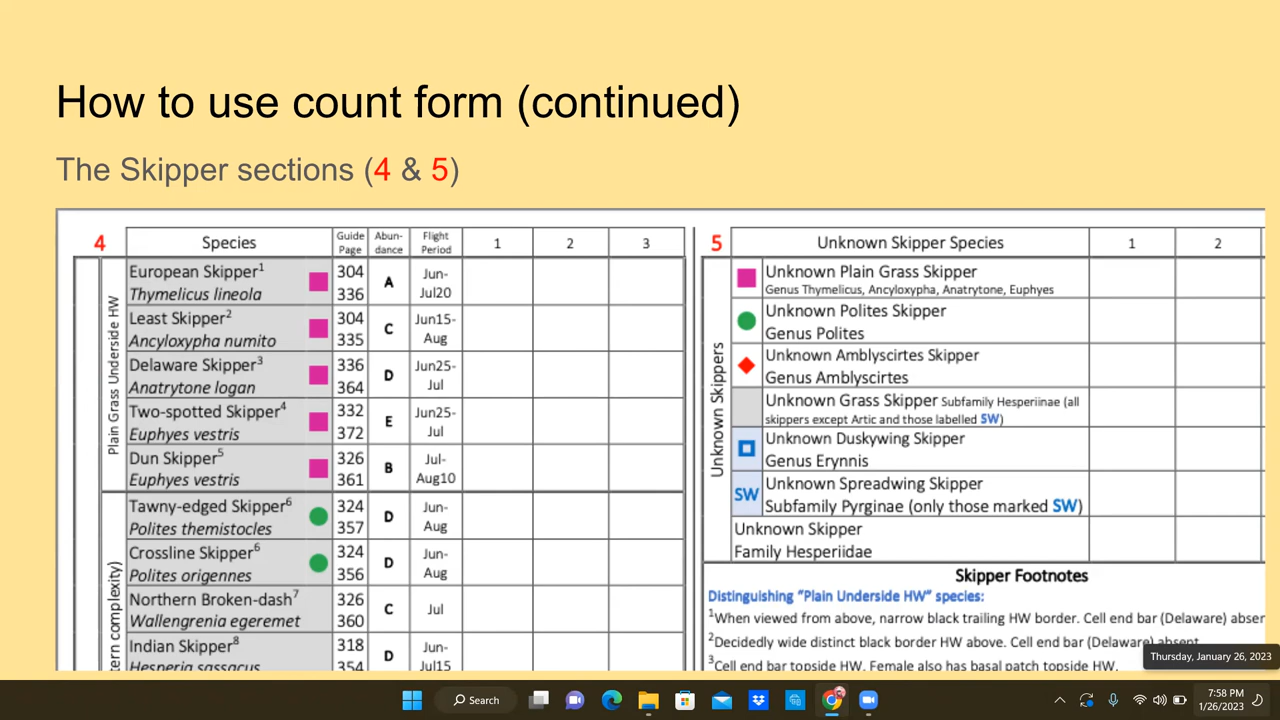 How to use count form (continued)
The Skipper sections (4 & 5)
4 Species Guide Page Abun-dance Flight Period 1 2 3
Plain Grass Underside HW
European Skipper1 304 A Jun-
Thymelicus lineola 336 Jul20
Least Skipper2 304 C Jun15-
Ancyloxypha numito 335 Aug
Delaware Skipper3 336 D Jun25-
Anatrytone logan 364 Jul
Two-spotted Skipper4 332 E Jun25-
Euphyes vestris 372 Jul
Dun Skipper5 326 B Jul-
Euphyes vestris 361 Aug10
tern complexity)
Tawny-edged Skipper6 324 D Jun-
Polites themistocles 357 Aug
Crossline Skipper6 324 D Jun-
Polites origennes 356 Aug
Northern Broken-dash7 326 C Jul
Wallengrenia egeremet 360
Indian Skipper8 318 D Jun-
Hesperia sassacus 354 Jul15
5 Unknown Skipper Species 1 2
Unknown Skippers
Unknown Plain Grass Skipper
Genus Thymelicus, Ancyloxypha, Anatrytone, Euphyes
Unknown Polites Skipper
Genus Polites
Unknown Amblyscirtes Skipper
Genus Amblyscirtes
Unknown Grass Skipper Subfamily Hesperiinae (all
skippers except Artic and those labelled SW)
Unknown Duskywing Skipper
Genus Erynnis
SW Unknown Spreadwing Skipper
Subfamily Pyrginae (only those marked SW)
Unknown Skipper
Family Hesperiidae
Skipper Footnotes
Distinguishing "Plain Underside HW" species:
1When viewed from above, narrow black trailing HW border. Cell end bar (Delaware) abser
2Decidedly wide distinct black border HW above. Cell end bar (Delaware) absent
3Cell end bar topside HW. Female also has basal patch topside HW.
Thursday, January 26, 2023
Search
7:58 PM
1/26/2023